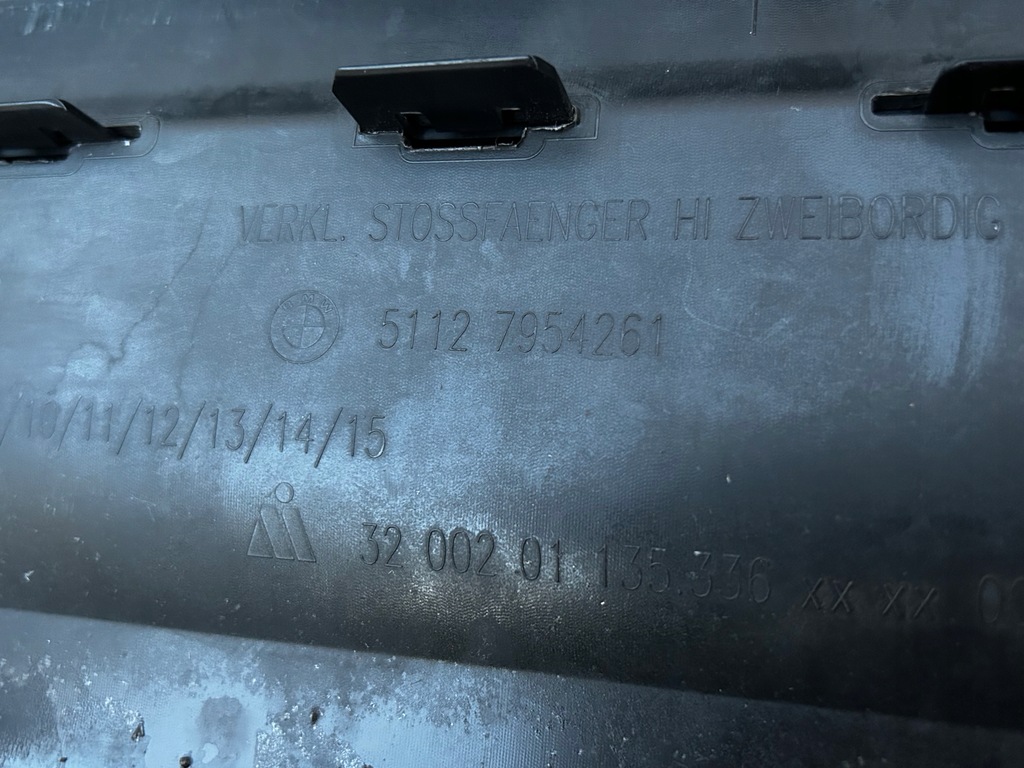 VERKL. STOSSFAENGER HI ZWEIBORDIG
BMW
5112 7954261
/10/11/12/13/14/15
32 002 01 135.336 xx xx